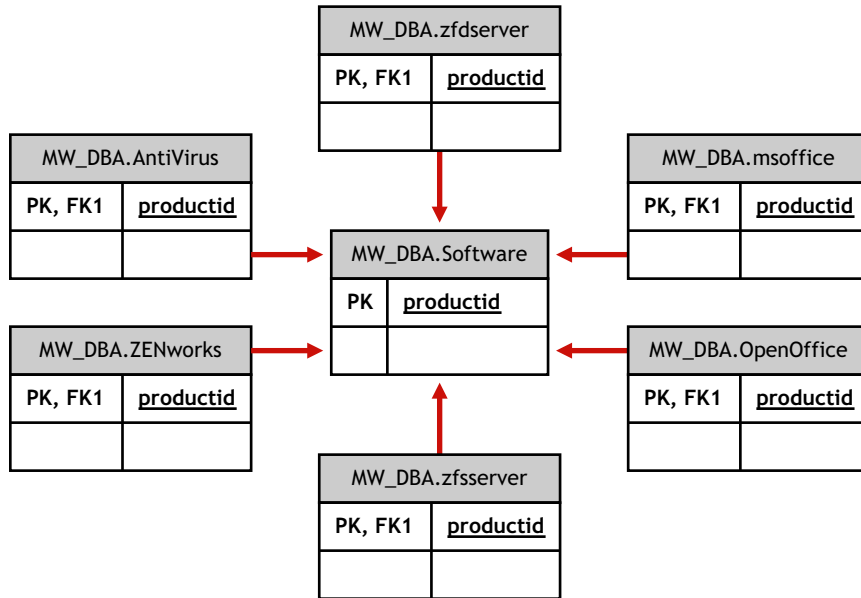 MW_DBA.zfdserver
PK, FK1 productid
MW_DBA.AntiVirus
PK, FK1 productid
MW_DBA.msoffice
PK, FK1 productid
MW_DBA.Software
PK productid
MW_DBA.ZENworks
PK, FK1 productid
MW_DBA.OpenOffice
PK, FK1 productid
MW_DBA.zfsserver
PK, FK1 productid